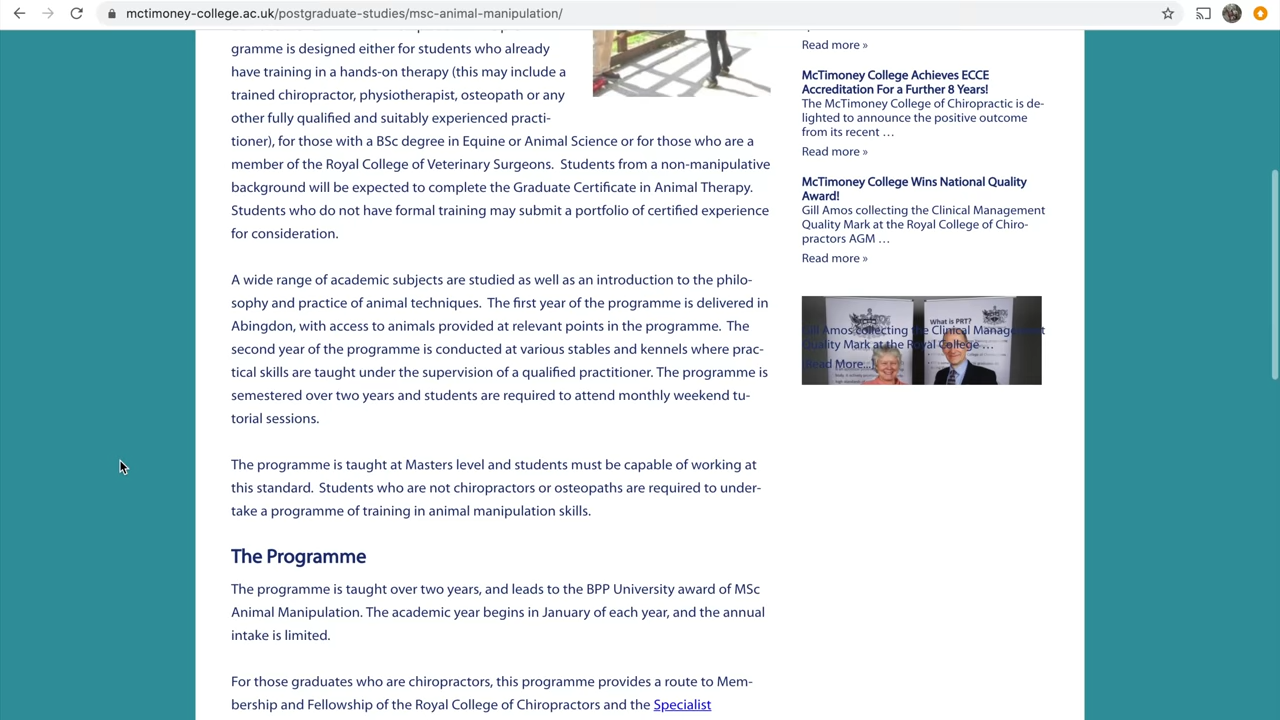 mctimoney-college.ac.uk/postgraduate-studies/msc-animal-manipulation/
gramme is designed either for students who already
have training in a hands-on therapy (this may include a
trained chiropractor, physiotherapist, osteopath or any
other fully qualified and suitably experienced practi-
tioner), for those with a BSc degree in Equine or Animal Science or for those who are a
member of the Royal College of Veterinary Surgeons. Students from a non-manipulative
background will be expected to complete the Graduate Certificate in Animal Therapy.
Students who do not have formal training may submit a portfolio of certified experience
for consideration.
A wide range of academic subjects are studied as well as an introduction to the philo-
sophy and practice of animal techniques. The first year of the programme is delivered in
Abingdon, with access to animals provided at relevant points in the programme. The
second year of the programme is conducted at various stables and kennels where prac-
tical skills are taught under the supervision of a qualified practitioner. The programme is
semestered over two years and students are required to attend monthly weekend tu-
torial sessions.
The programme is taught at Masters level and students must be capable of working at
this standard. Students who are not chiropractors or osteopaths are required to under-
take a programme of training in animal manipulation skills.
The Programme
The programme is taught over two years, and leads to the BPP University award of MSc
Animal Manipulation. The academic year begins in January of each year, and the annual
intake is limited.
For those graduates who are chiropractors, this programme provides a route to Mem-
bership and Fellowship of the Royal College of Chiropractors and the Specialist
Read more »
McTimoney College Achieves ECCE
Accreditation For a Further 8 Years!
The McTimoney College of Chiropractic is de-
lighted to announce the positive outcome
from its recent …
Read more »
McTimoney College Wins National Quality
Award!
Gill Amos collecting the Clinical Management
Quality Mark at the Royal College of Chiro-
practors AGM …
Read more »
What is PRT?
Gill Amos collecting the Clinical Management
Quality Mark at the Royal College …
[Read More...]